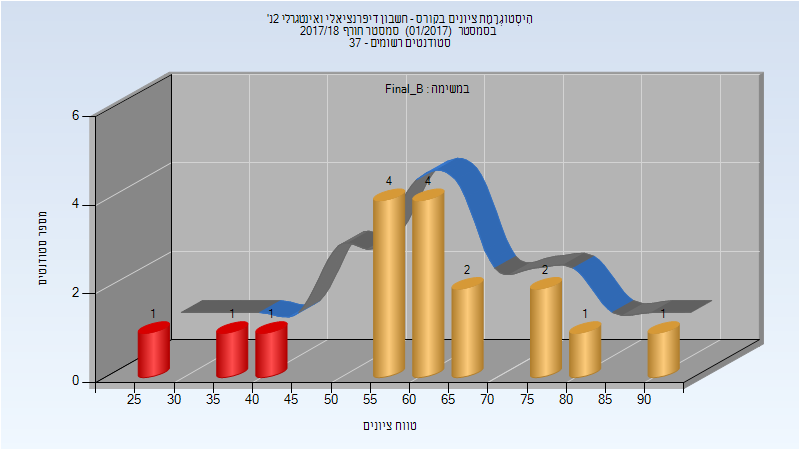 היסטוגרמת ציונים בקורס - חשבון דיפרנציאלי ואינטגרלי 2נ'
בסמסטר (01/2017) סמסטר חורף 2017/18
סטודנטים רשומים - 37
במשימה : Final_B
מספר סטודנטים
6
4
2
0
1
1
1
4
4
2
2
1
1
25 30 35 40 45 50 55 60 65 70 75 80 85 90
טווח ציונים